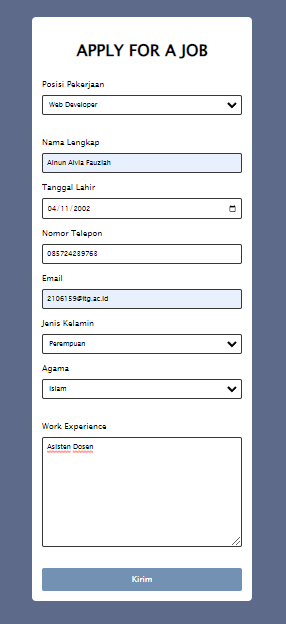 APPLY FOR A JOB
Posisi Pekerjaan
Web Developer
Nama Lengkap
Ainun Alvia Fauziah
Tanggal Lahir
04/11/2002
Nomor Telepon
085724239763
Email
2106159@itg.ac.id
Jenis Kelamin
Perempuan
Agama
Islam
Work Experience
Asisten Dosen
Kirim